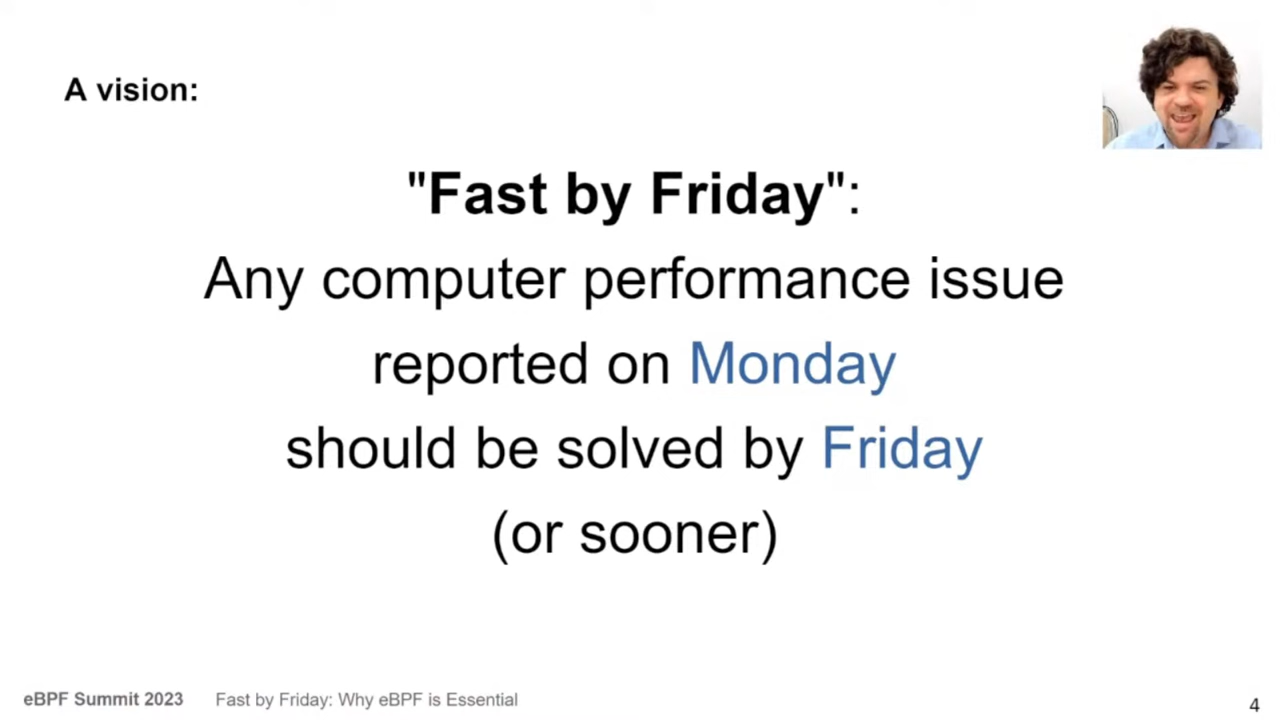 A vision:
"Fast by Friday":
Any computer performance issue
reported on Monday
should be solved by Friday
(or sooner)
eBPF Summit 2023 Fast by Friday: Why eBPF is Essential
4